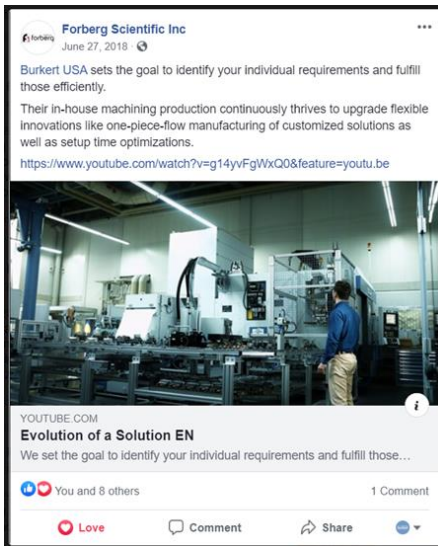 Forberg
Forberg Scientific Inc
June 27, 2018 ·
Burkert USA sets the goal to identify your individual requirements and fulfill
those efficiently.
Their in-house machining production continuously thrives to upgrade flexible
innovations like one-piece-flow manufacturing of customized solutions as
well as setup time optimizations.
https://www.youtube.com/watch?v=g14yvFgWxQ0&feature=youtu.be
i
YOUTUBE.COM
Evolution of a Solution EN
We set the goal to identify your individual requirements and fulfill those...
You and 8 others 1 Comment
Love Comment Share